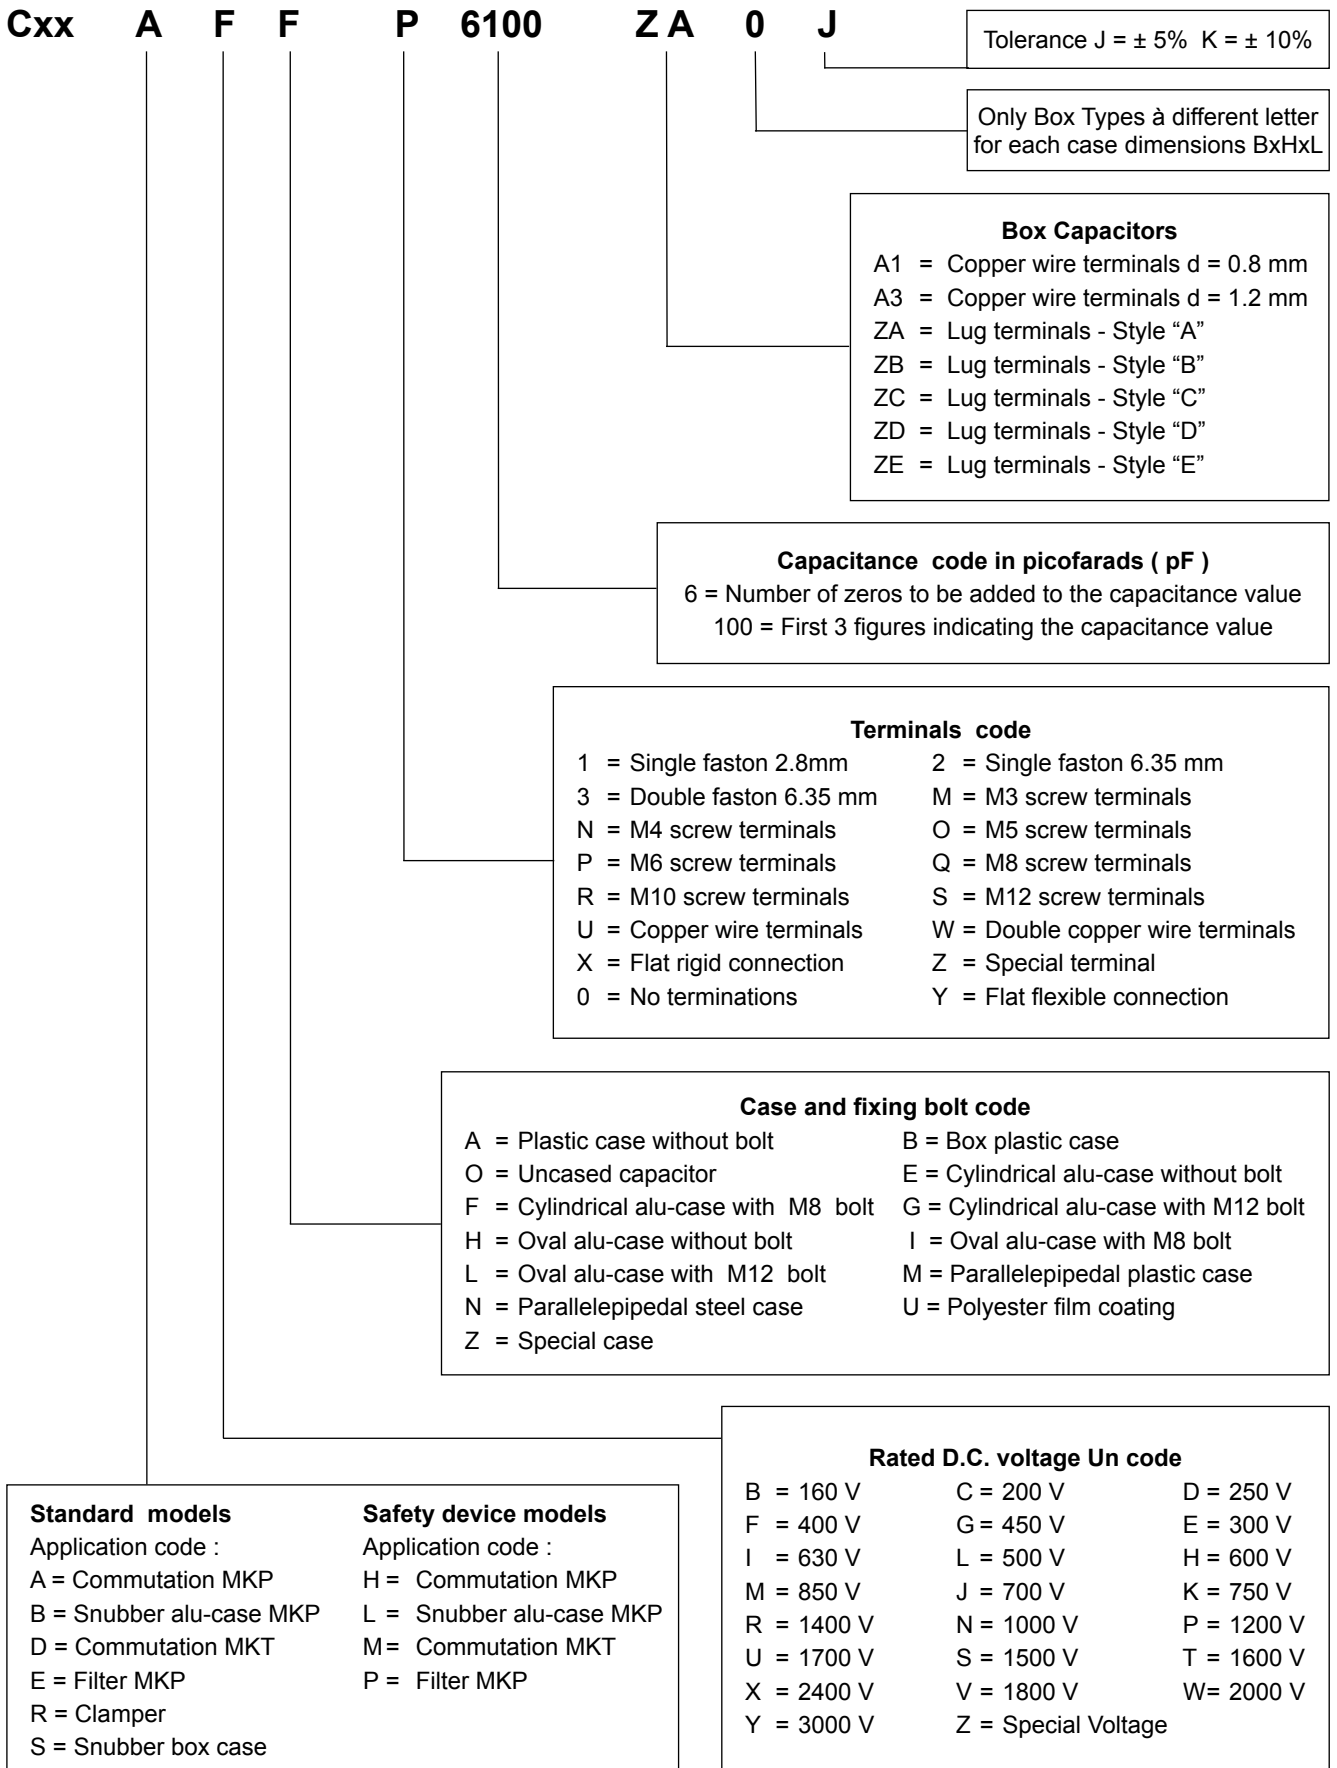 Cxx A F F P 6100 Z A 0 J
Tolerance J = ± 5% K = ± 10%
Only Box Types à different letter
for each case dimensions BxHxL
Box Capacitors
A1 = Copper wire terminals d = 0.8 mm
A3 = Copper wire terminals d = 1.2 mm
ZA = Lug terminals - Style “A”
ZB = Lug terminals - Style “B”
ZC = Lug terminals - Style “C”
ZD = Lug terminals - Style “D”
ZE = Lug terminals - Style “E”
Capacitance code in picofarads ( pF )
6 = Number of zeros to be added to the capacitance value
100 = First 3 figures indicating the capacitance value
Terminals code
1 = Single faston 2.8mm 2 = Single faston 6.35 mm
3 = Double faston 6.35 mm M = M3 screw terminals
N = M4 screw terminals O = M5 screw terminals
P = M6 screw terminals Q = M8 screw terminals
R = M10 screw terminals S = M12 screw terminals
U = Copper wire terminals W = Double copper wire terminals
X = Flat rigid connection Z = Special terminal
0 = No terminations Y = Flat flexible connection
Case and fixing bolt code
A = Plastic case without bolt B = Box plastic case
O = Uncased capacitor E = Cylindrical alu-case without bolt
F = Cylindrical alu-case with M8 bolt G = Cylindrical alu-case with M12 bolt
H = Oval alu-case without bolt I = Oval alu-case with M8 bolt
L = Oval alu-case with M12 bolt M = Parallelepipedal plastic case
N = Parallelepipedal steel case U = Polyester film coating
Z = Special case
Rated D.C. voltage Un code
B = 160 V C = 200 V D = 250 V
F = 400 V G = 450 V E = 300 V
I = 630 V L = 500 V H = 600 V
M = 850 V J = 700 V K = 750 V
R = 1400 V N = 1000 V P = 1200 V
U = 1700 V S = 1500 V T = 1600 V
X = 2400 V V = 1800 V W= 2000 V
Y = 3000 V Z = Special Voltage
Standard models Safety device models
Application code : Application code :
A = Commutation MKP H = Commutation MKP
B = Snubber alu-case MKP L = Snubber alu-case MKP
D = Commutation MKT M = Commutation MKT
E = Filter MKP P = Filter MKP
R = Clamper
S = Snubber box case